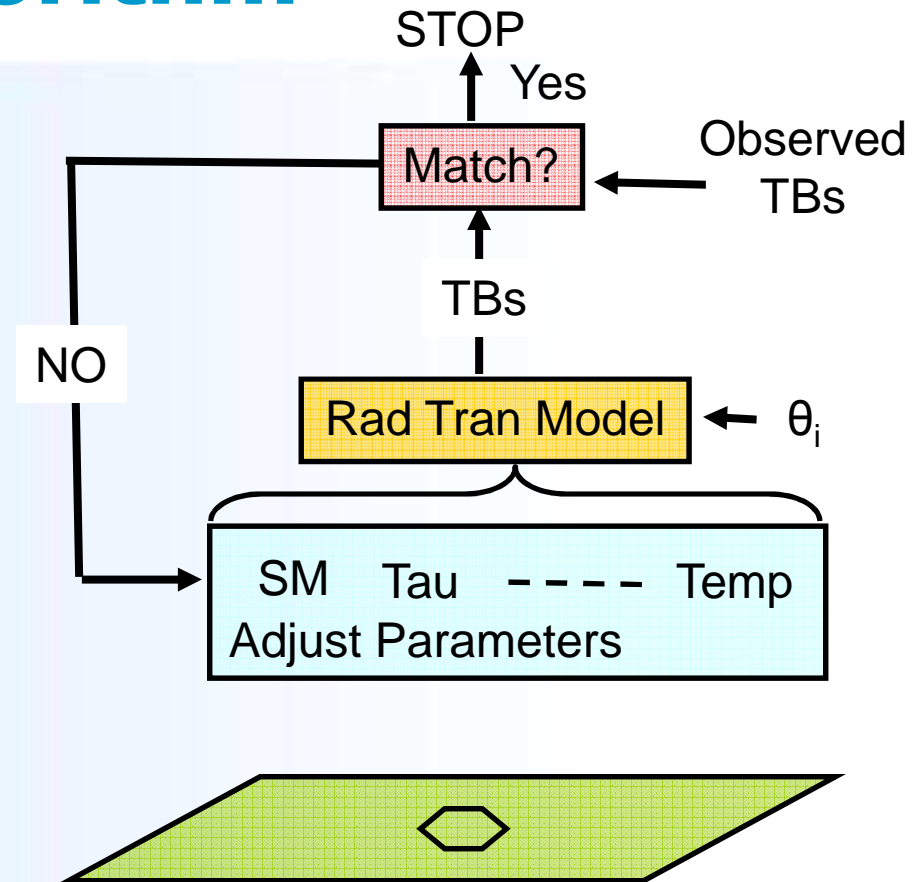 STOP
Yes
Match?
Observed
TBs
TBs
NO
Rad Tran Model
θi
SM Tau ----- Temp
Adjust Parameters